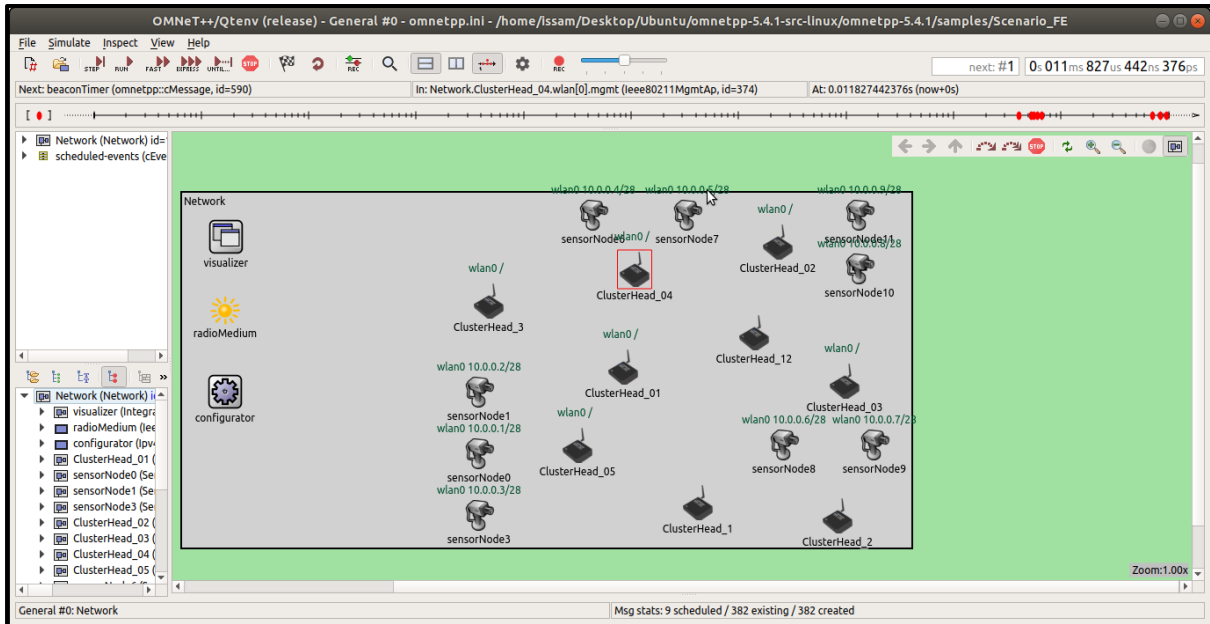 OMNeT++/Qtenv (release) - General #0 - omnetpp.ini - /home/issam/Desktop/Ubuntu/omnetpp-5.4.1-src-linux/omnetpp-5.4.1/samples/Scenario_FE
File Simulate Inspect View Help
STEP RUN FAST EXPRESS UNTIL... STOP REC REC
next: #1 0s 011ms 827us 442ns 376ps
Next: beaconTimer (omnetpp::cMessage, id=590) In: Network.ClusterHead_04.wlan[0].mgmt (Ieee80211MgmtAp, id=374) At: 0.011827442376s (now+0s)
Network (Network) id=
scheduled-events (cEve
STOP
wlan0 10.0.0.4/28 wlan0 10.0.0.5/28 wlan0 10.0.0.9/28
Network
wlan0 /
sensorNode6 wlan0 / sensorNode7 sensorNode11
wlan0 10.0.0.8/28
visualizer
wlan0 /
ClusterHead_02
ClusterHead_04
sensorNode10
ClusterHead_3
radioMedium
wlan0 /
wlan0 /
ClusterHead_12
wlan0 10.0.0.2/28
ClusterHead_01
configurator
sensorNode1
wlan0 /
ClusterHead_03
wlan0 10.0.0.1/28
wlan0 10.0.0.6/28 wlan0 10.0.0.7/28
sensorNode0
ClusterHead_05
sensorNode8 sensorNode9
wlan0 10.0.0.3/28
sensorNode3
ClusterHead_1
ClusterHead_2
Network (Network) i
visualizer (Integra
radioMedium (Iee
configurator (Ipv
ClusterHead_01 (
sensorNode0 (Se
sensorNode1 (Se
sensorNode3 (Se
ClusterHead_02 (
ClusterHead_03 (
ClusterHead_04 (
ClusterHead_05 (
Zoom:1.00x
General #0: Network Msg stats: 9 scheduled / 382 existing / 382 created